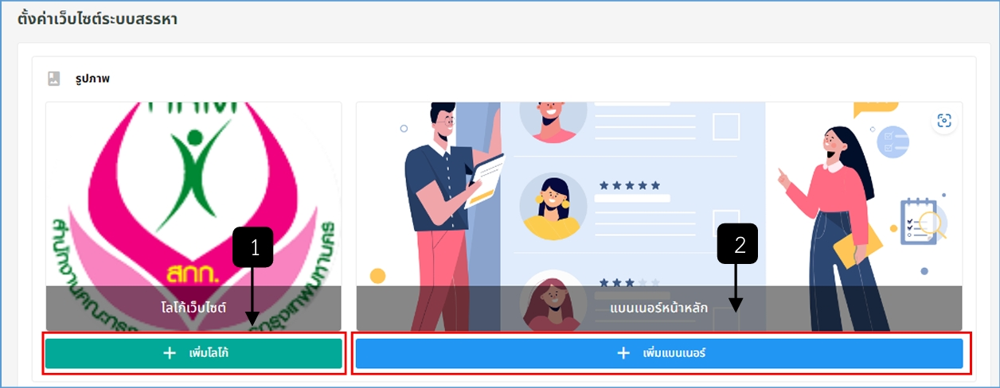 ตั้งค่าเว็บไซต์ระบบสรรหา
รูปภาพ
สกก.
1
2
โลโก้เว็บไซต์
แบนเนอร์หน้าหลัก
+ เพิ่มโลโก้
+ เพิ่มแบนเนอร์